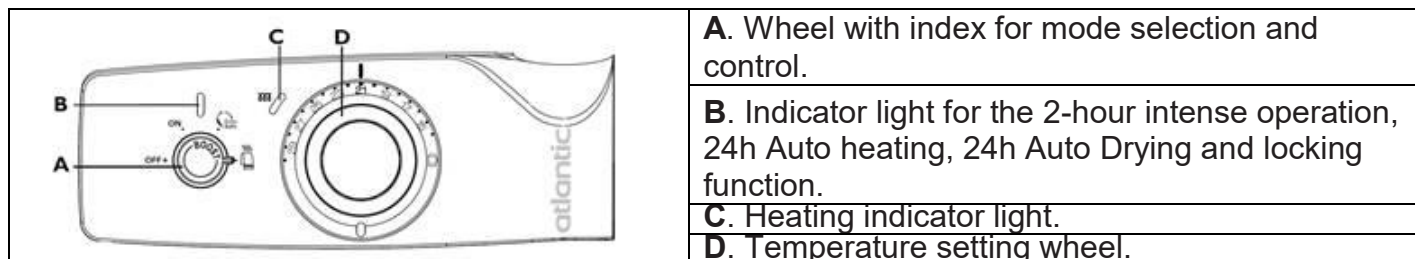 C D
B
A
ON
OFF
BOOST
atlantic
A. Wheel with index for mode selection and
control.
B. Indicator light for the 2-hour intense operation,
24h Auto heating, 24h Auto Drying and locking
function.
C. Heating indicator light.
D. Temperature setting wheel.